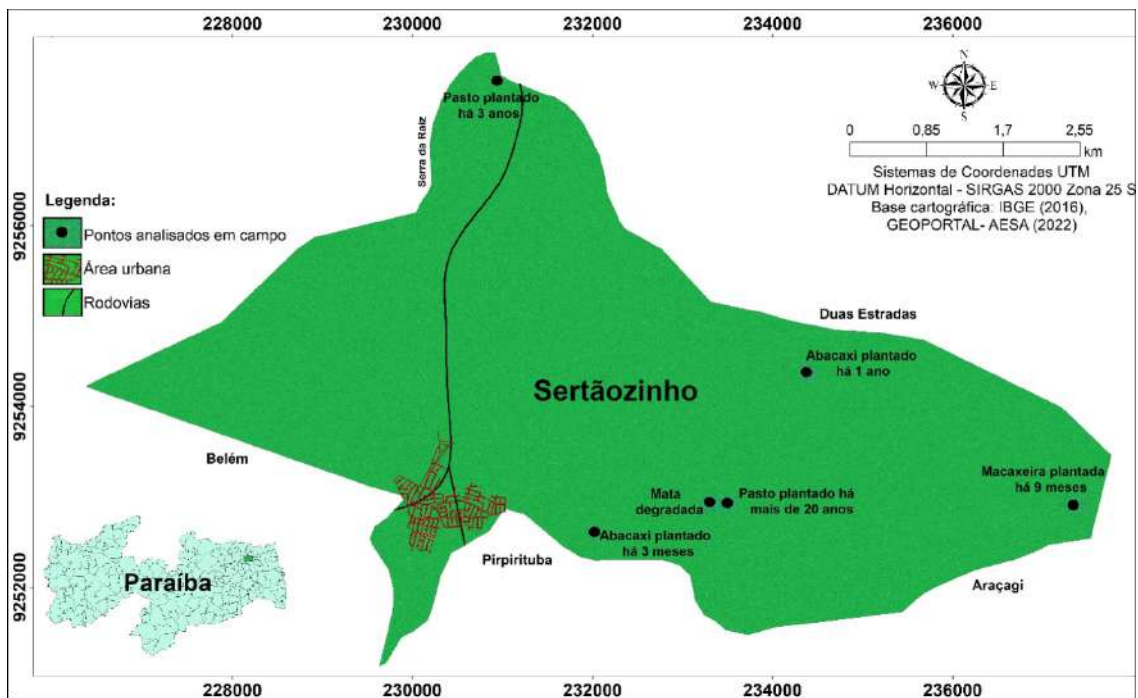 228000
230000
232000
234000
236000
Pasto plantado
há 3 anos
Serra da Raiz
N
W
E
S
0
0,85
1,7
2,55
km
Sistemas de Coordenadas UTM
DATUM Horizontal - SIRGAS 2000 Zona 25 S
Base cartográfica: IBGE (2016),
GEOPORTAL- AESA (2022)
Legenda:
Pontos analisados em campo
Área urbana
Rodovias
9256000
9254000
9252000
Duas Estradas
Abacaxi plantado
há 1 ano
Sertãozinho
Belém
Macaxeira plantada
há 9 meses
Mata
degradada
Pasto plantado há
mais de 20 anos
Abacaxi plantado
há 3 meses
Pirpirituba
Araçagi
Paraíba
228000
230000
232000
234000
236000